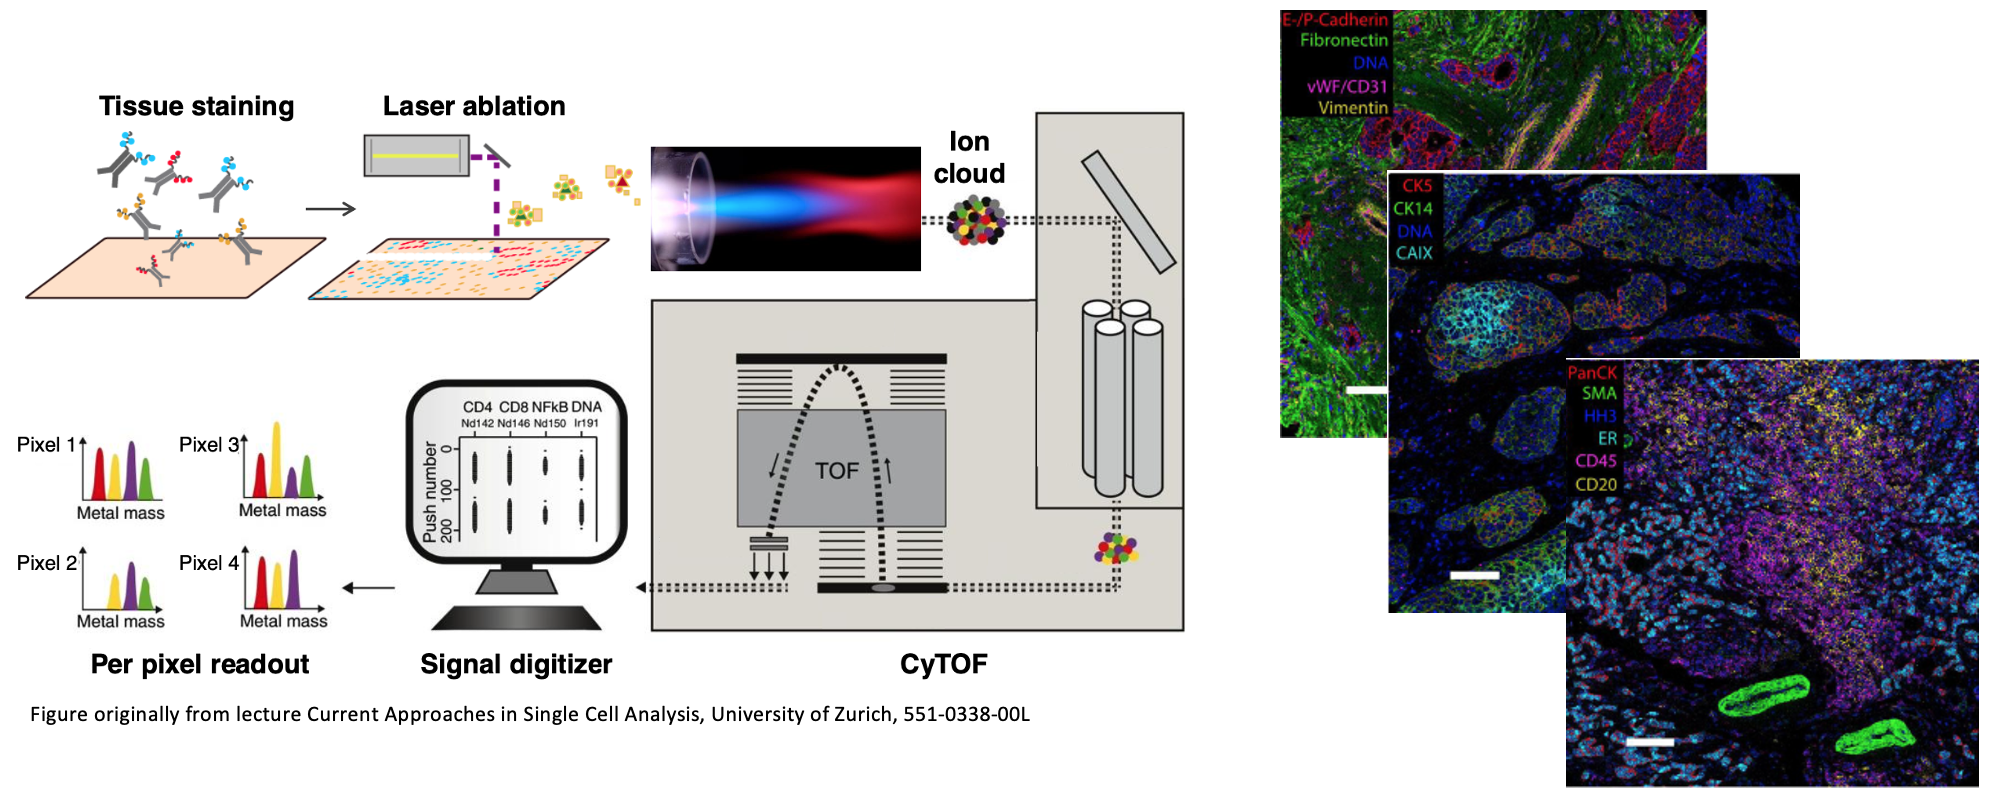 Tissue staining
Laser ablation
Ion
cloud
TOF
CyTOF
CD4 CD8 NFkB DNA
Nd142 Nd146 Nd150 Ir191
Push number
0
100
200
Signal digitizer
Pixel 1
Metal mass
Pixel 3
Metal mass
Pixel 2
Metal mass
Pixel 4
Metal mass
Per pixel readout
Figure originally from lecture Current Approaches in Single Cell Analysis, University of Zurich, 551-0338-00L
E-/P-Cadherin
Fibronectin
DNA
vWF/CD31
Vimentin
CK5
CK14
DNA
CAIX
PanCK
SMA
HH3
ER
CD45
CD20